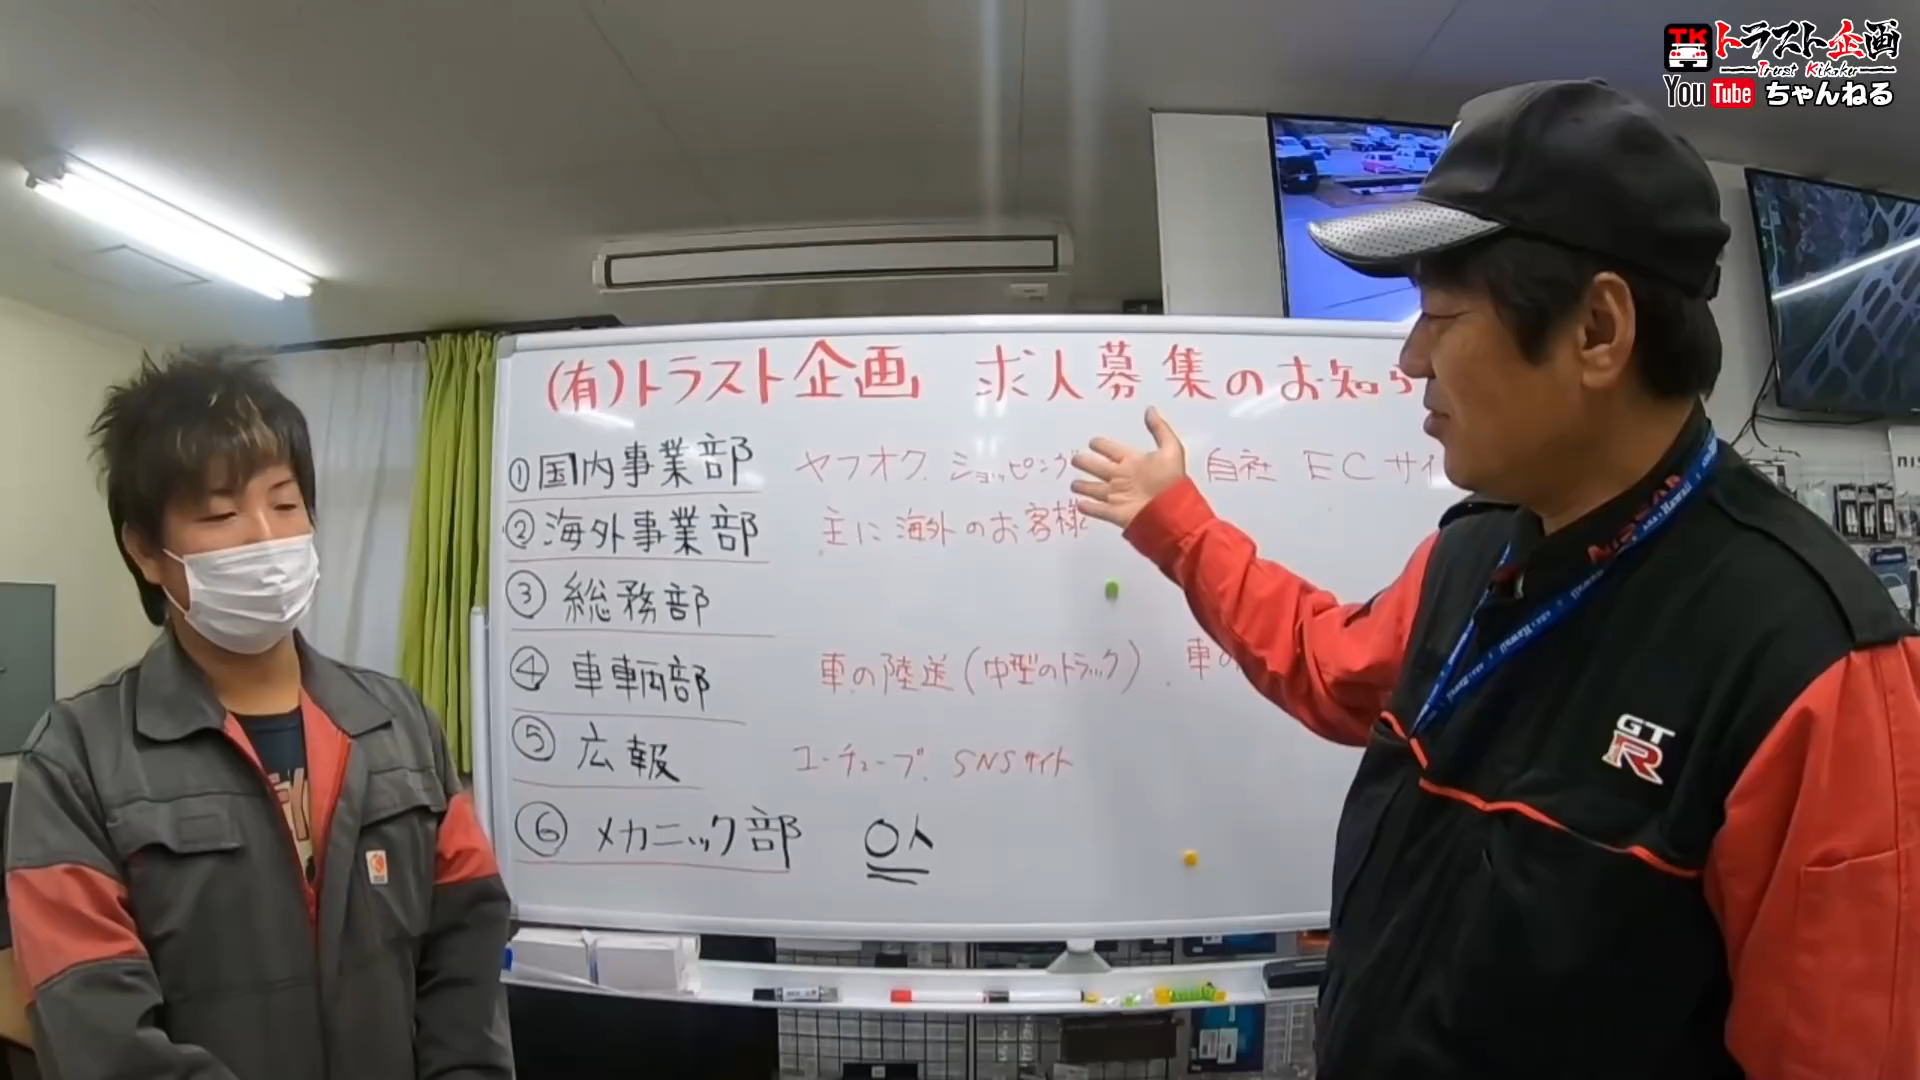 TK トラスト企画
Trust Kikaku
YouTube ちゃんねる
(有)トラスト企画 求人募集のお知ら
①国内事業部 ヤフオク. ショッピング 自社 ECサイ
②海外事業部 主に海外のお客様
③総務部
④車輌部 車の陸送(中型のトラック). 車の
⑤広報 ユーチューブ. SNSサイト
⑥メカニック部 O人
GT
R